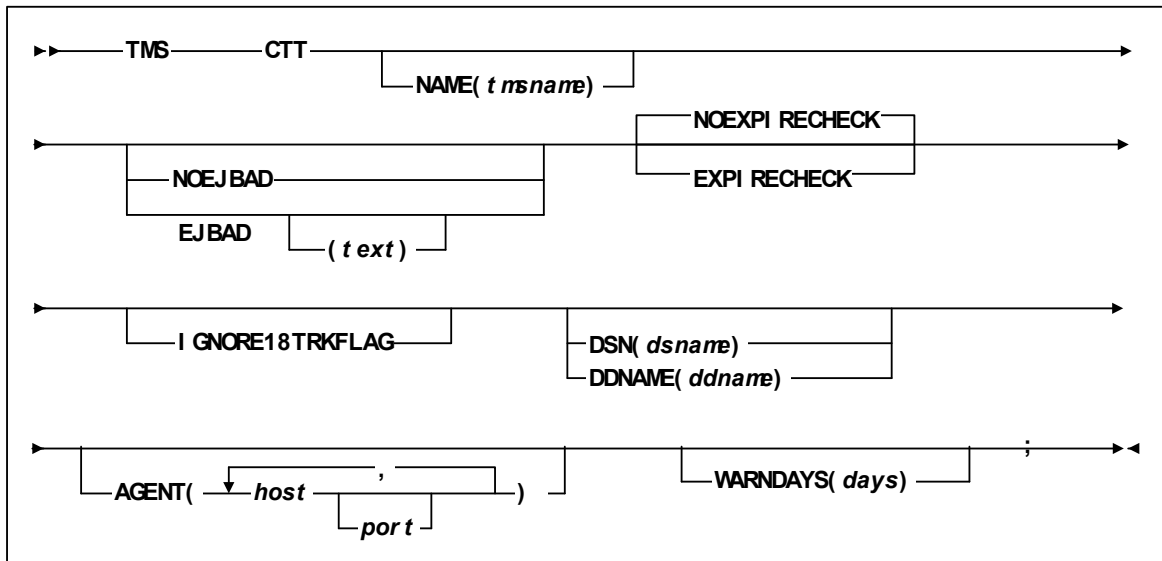 TMS CTT
NAME( tmsname)
NOEXPIRECHECK
NOEJBAD
EXPIRECHECK
EJBAD
( text )
IGNORE18TRKFLAG
DSN( dsname)
DDNAME( ddname)
;
,
AGENT( host )
WARNDAYS( days)
port